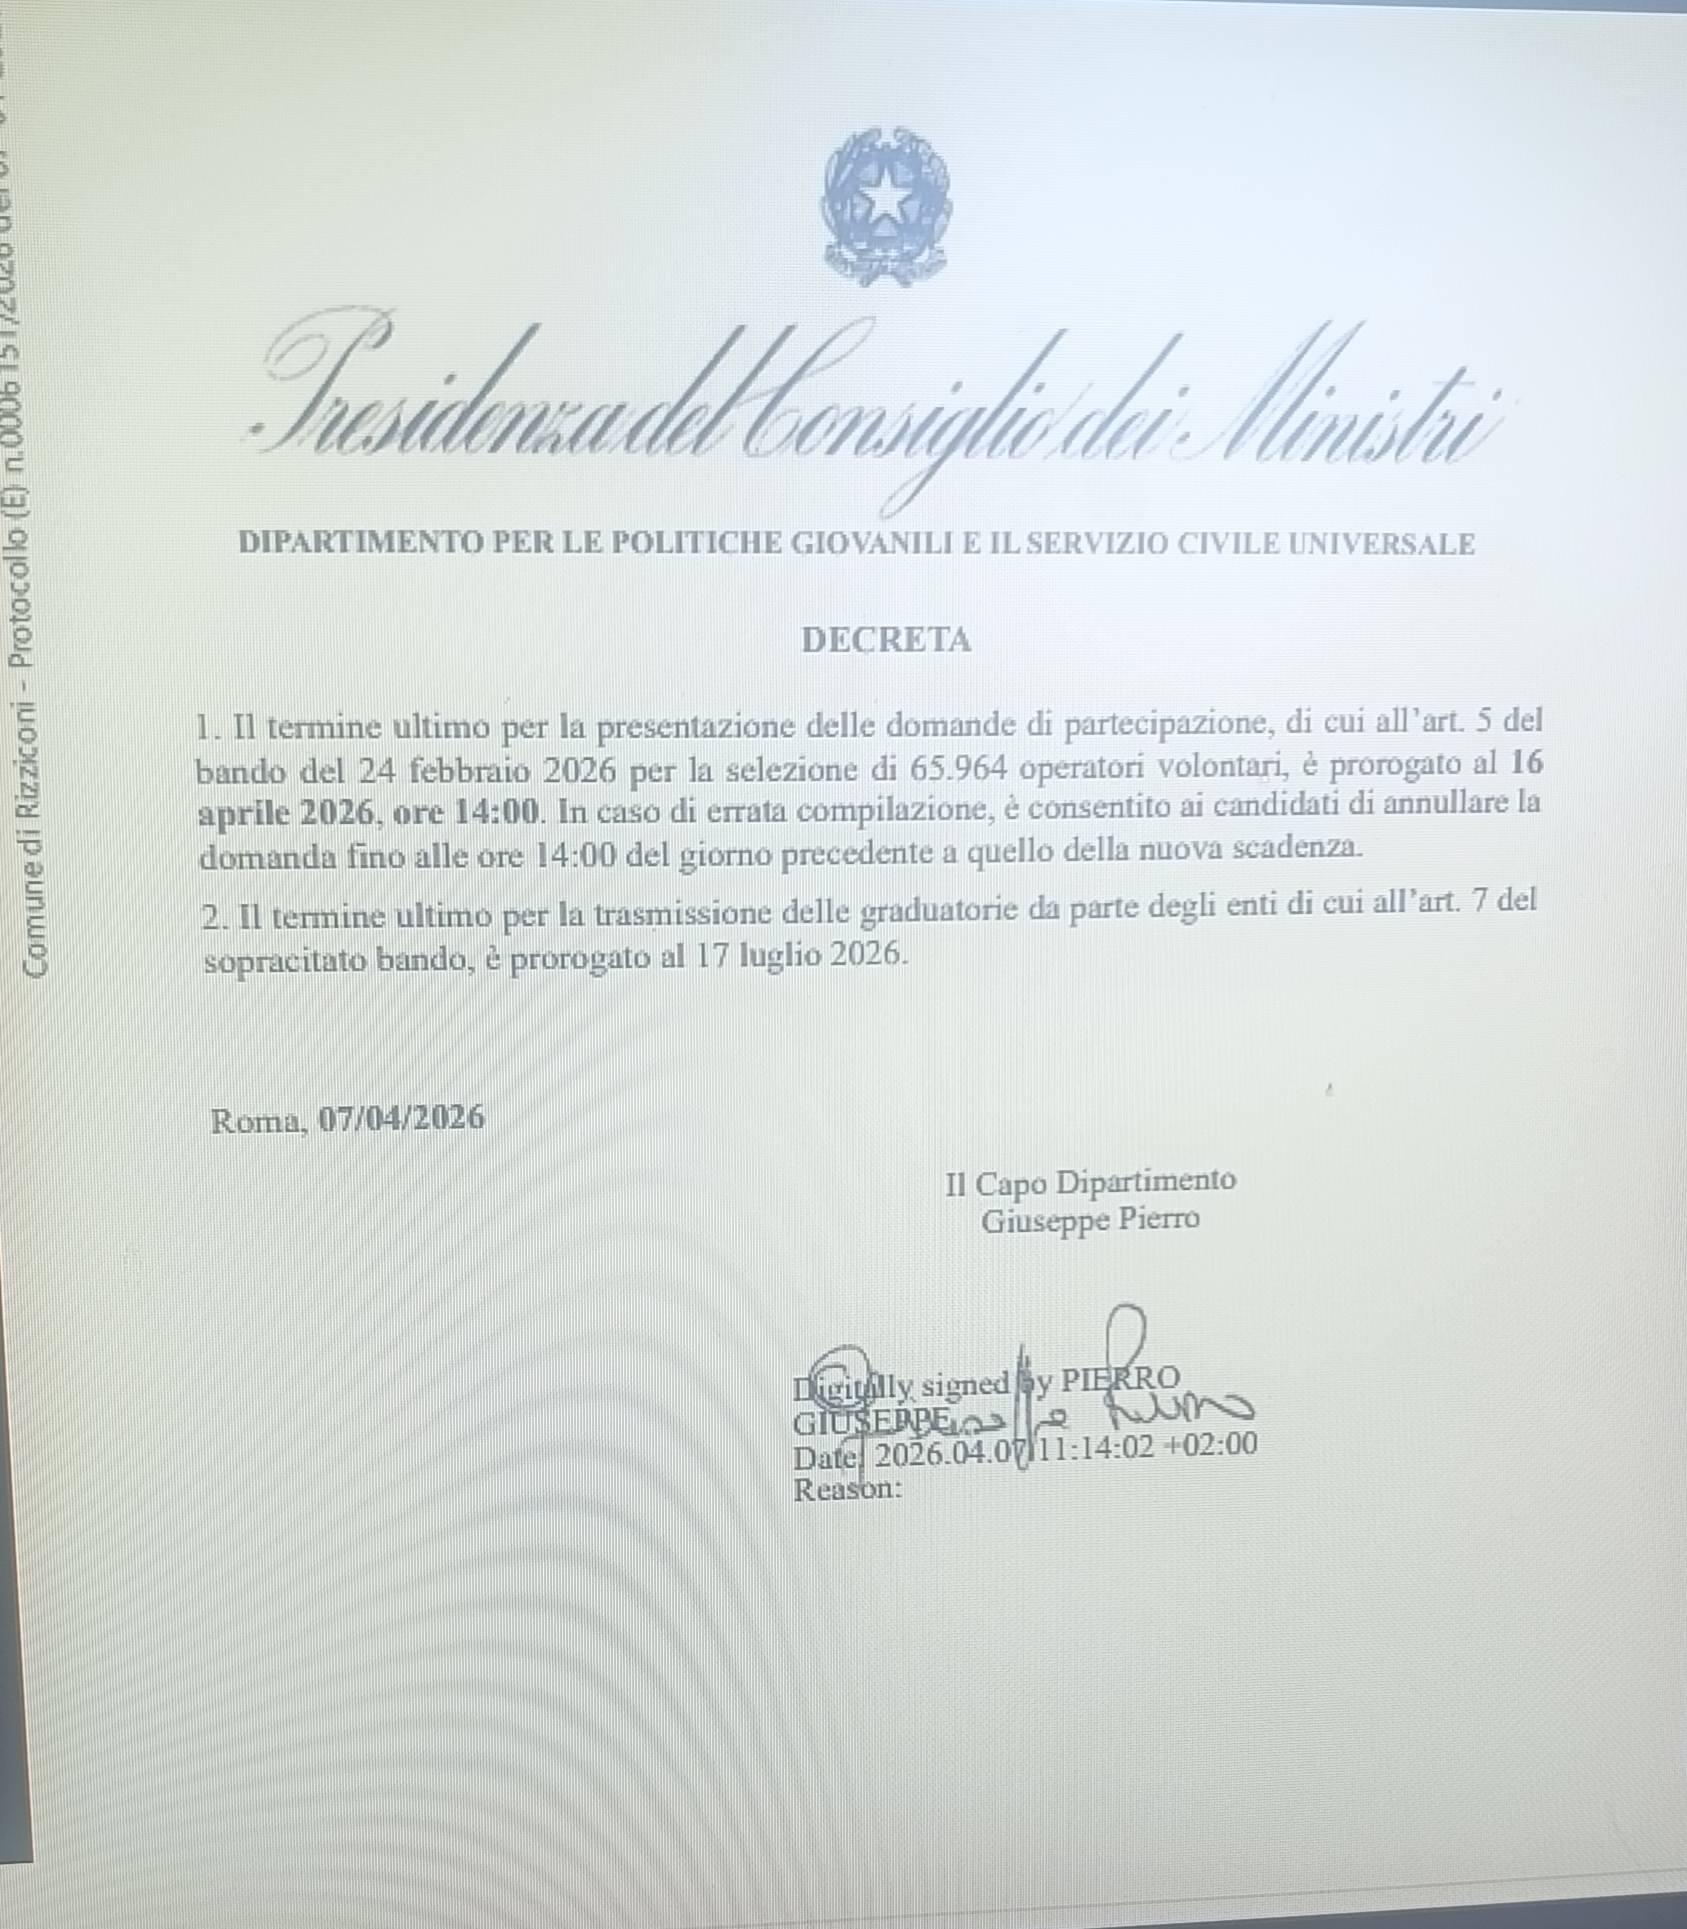 Presidenza del Consiglio dei Ministri
DIPARTIMENTO PER LE POLITICHE GIOVANILI E IL SERVIZIO CIVILE UNIVERSALE
DECRETA
1. Il termine ultimo per la presentazione delle domande di partecipazione, di cui all’art. 5 del
bando del 24 febbraio 2026 per la selezione di 65.964 operatori volontari, è prorogato al 16
aprile 2026, ore 14:00. In caso di errata compilazione, è consentito ai candidati di annullare la
domanda fino alle ore 14:00 del giorno precedente a quello della nuova scadenza.
2. Il termine ultimo per la trasmissione delle graduatorie da parte degli enti di cui all’art. 7 del
sopracitato bando, è prorogato al 17 luglio 2026.
Roma, 07/04/2026
Il Capo Dipartimento
Giuseppe Pierro
Digitally signed by PIERRO
GIUSEPPE
Date: 2026.04.07 11:14:02 +02:00
Reason:
Comune di Rizziconi - Protocollo (E) n.0006151/2026